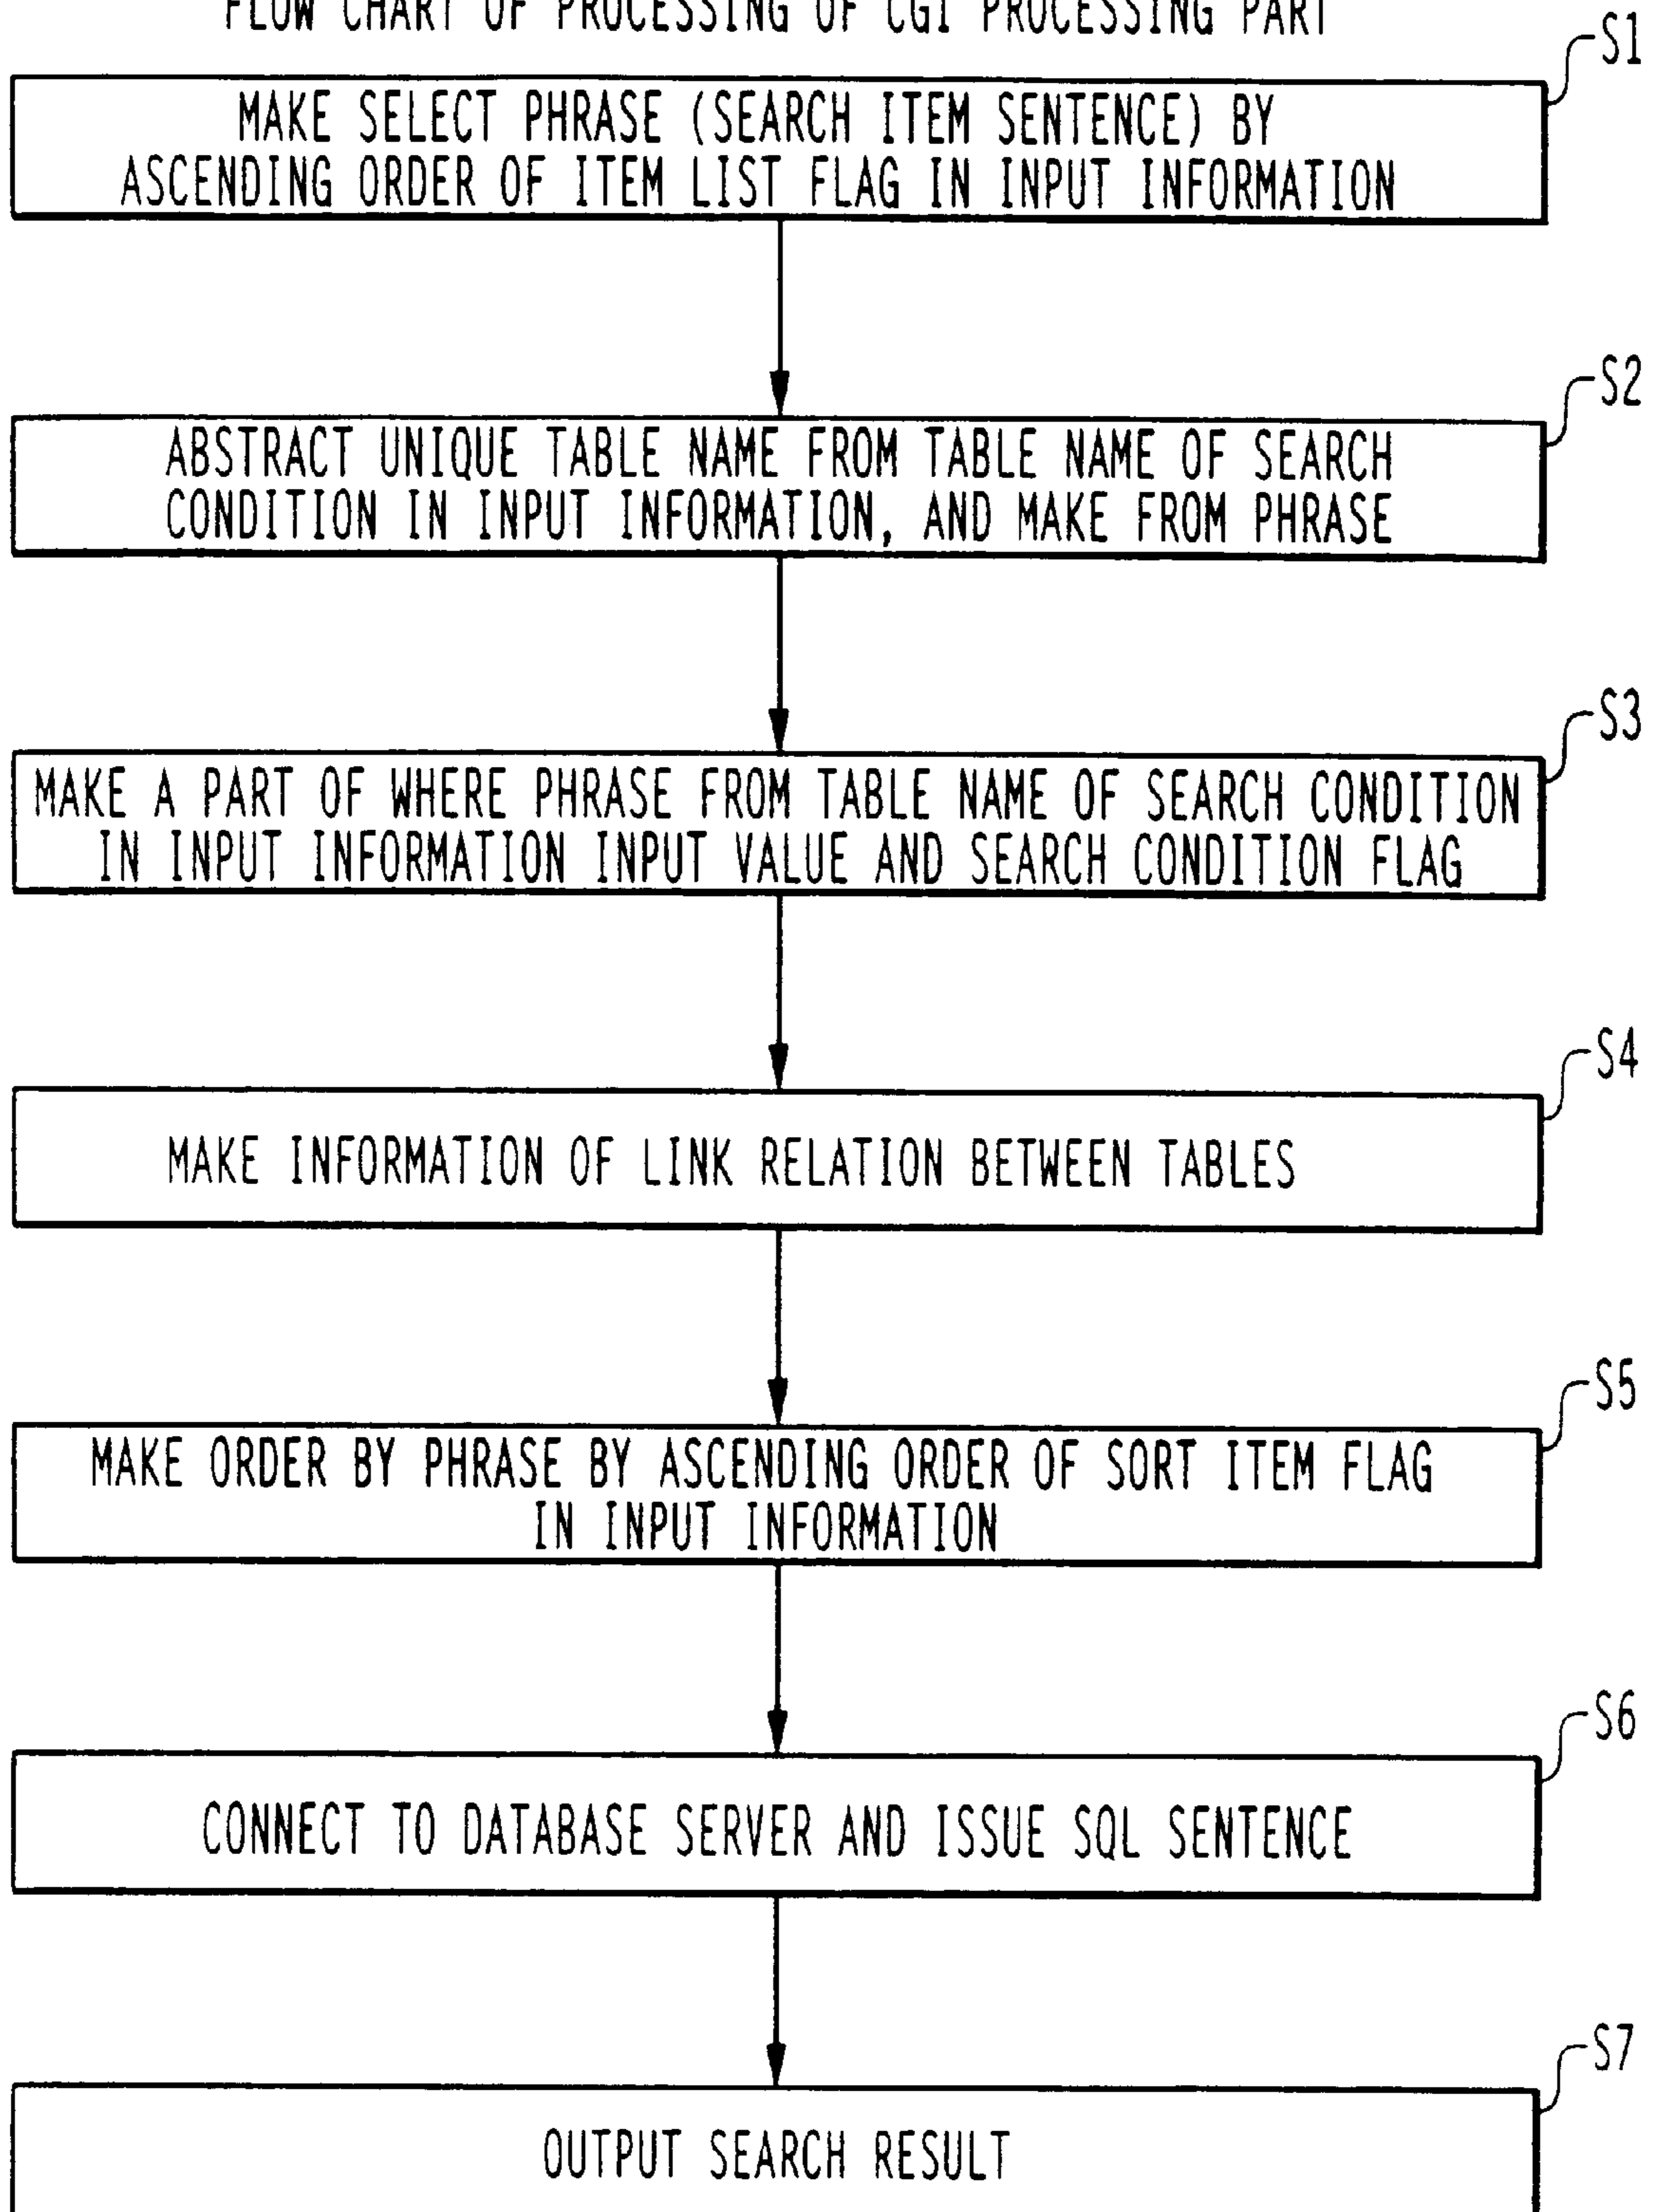 FLOW CHART OF PROCESSING OF CGI PROCESSING PART
S1
MAKE SELECT PHRASE (SEARCH ITEM SENTENCE) BY
ASCENDING ORDER OF ITEM LIST FLAG IN INPUT INFORMATION
S2
ABSTRACT UNIQUE TABLE NAME FROM TABLE NAME OF SEARCH
CONDITION IN INPUT INFORMATION, AND MAKE FROM PHRASE
S3
MAKE A PART OF WHERE PHRASE FROM TABLE NAME OF SEARCH CONDITION
IN INPUT INFORMATION INPUT VALUE AND SEARCH CONDITION FLAG
S4
MAKE INFORMATION OF LINK RELATION BETWEEN TABLES
S5
MAKE ORDER BY PHRASE BY ASCENDING ORDER OF SORT ITEM FLAG
IN INPUT INFORMATION
S6
CONNECT TO DATABASE SERVER AND ISSUE SQL SENTENCE
S7
OUTPUT SEARCH RESULT